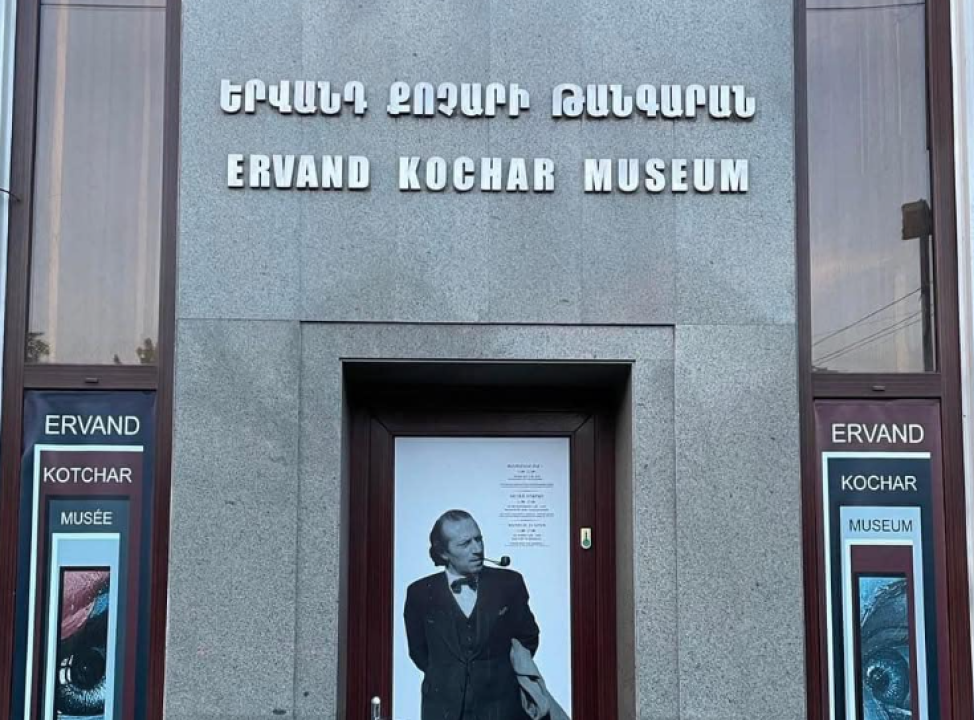 ԵՐՎԱՆԴ ՔՈՉԱՐԻ ԹԱՆԳԱՐԱՆ
ERVAND KOCHAR MUSEUM
ERVAND
KOTCHAR
MUSÉE
ERVAND
KOCHAR
MUSEUM